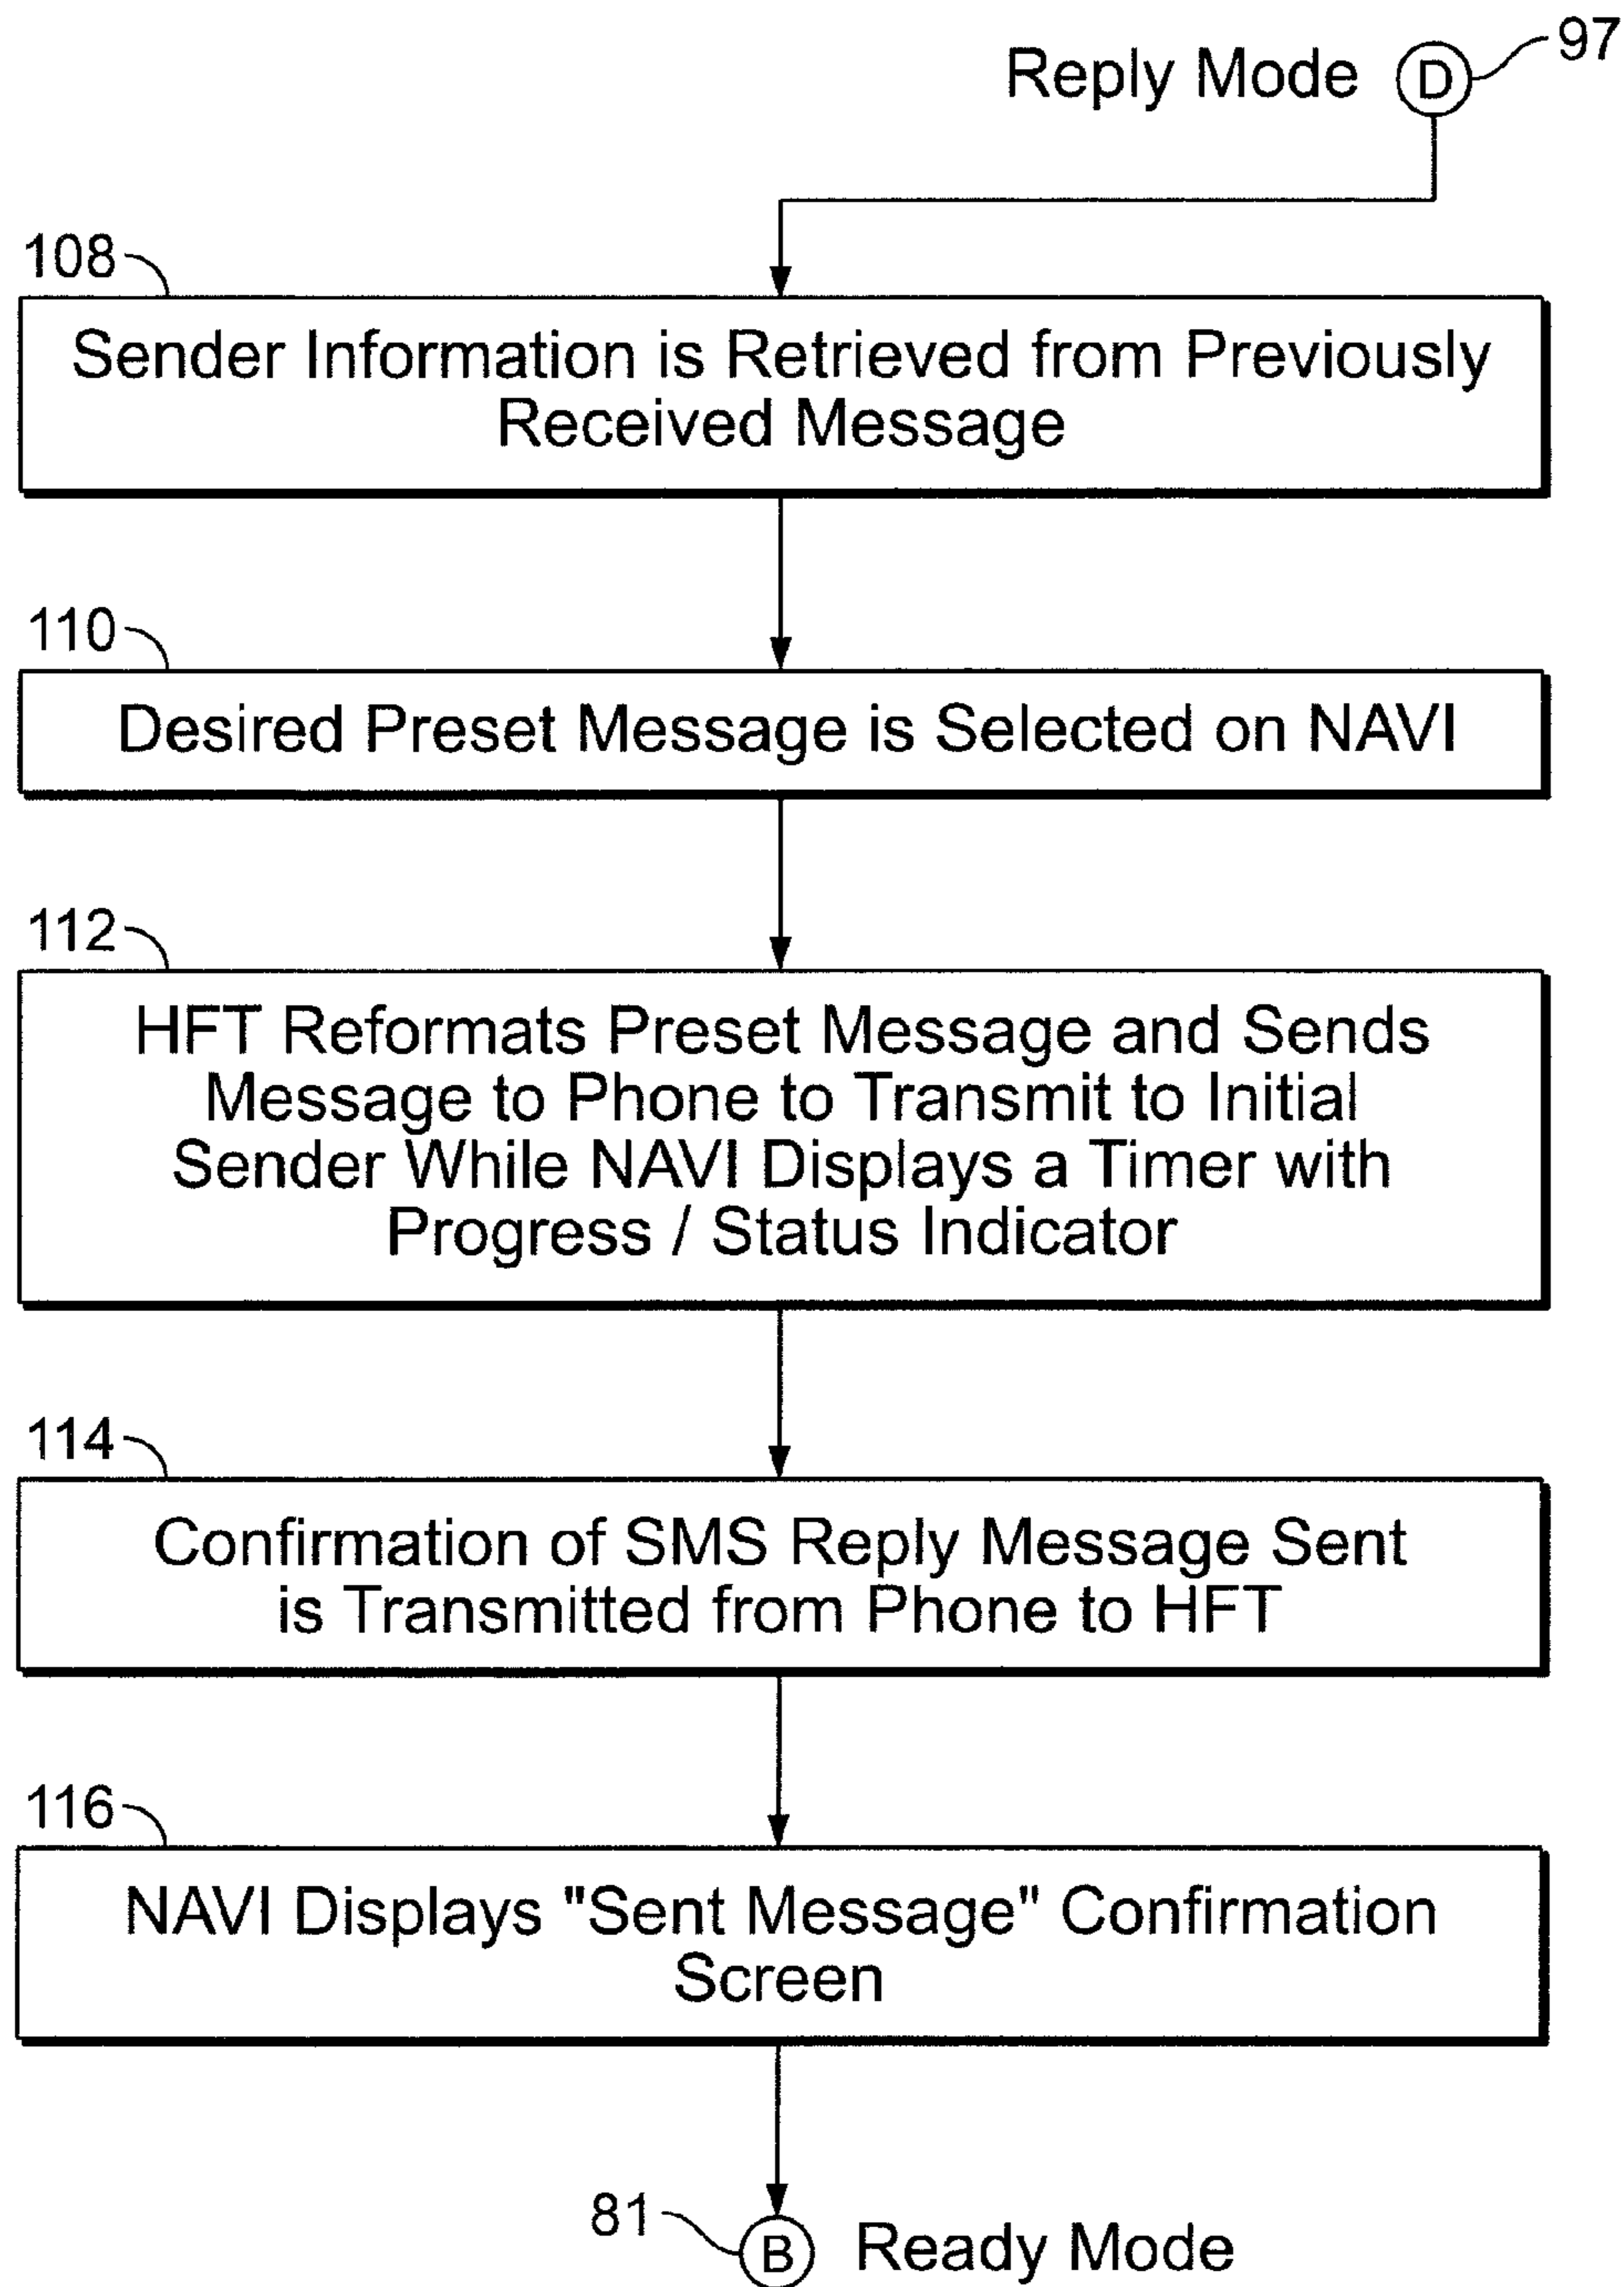 97
Reply Mode D
108
Sender Information is Retrieved from Previously
Received Message
110
Desired Preset Message is Selected on NAVI
112
HFT Reformats Preset Message and Sends
Message to Phone to Transmit to Initial
Sender While NAVI Displays a Timer with
Progress / Status Indicator
114
Confirmation of SMS Reply Message Sent
is Transmitted from Phone to HFT
116
NAVI Displays "Sent Message" Confirmation
Screen
81
B Ready Mode